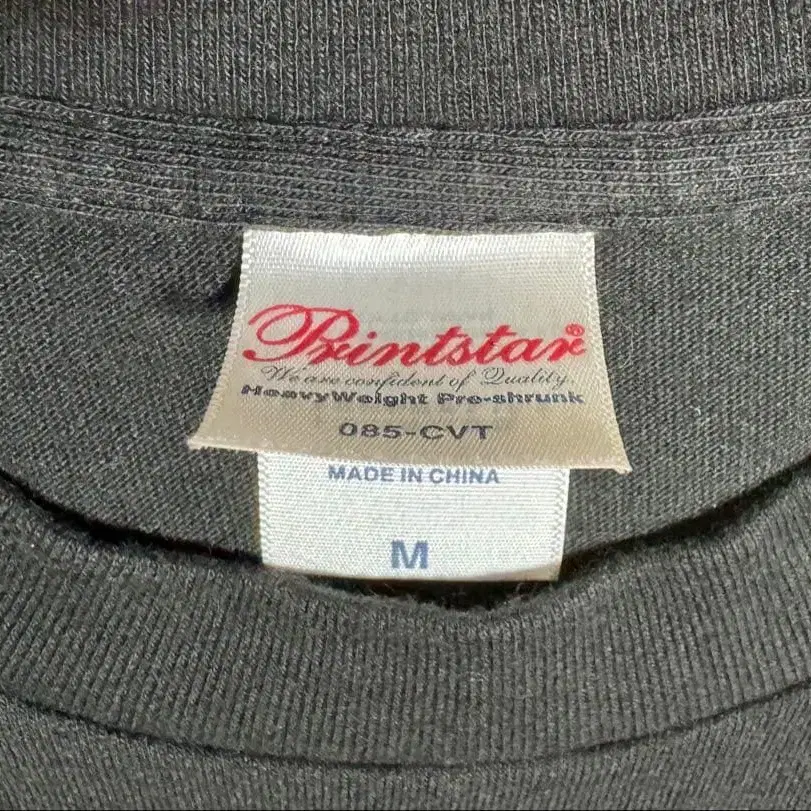 Printstar®
We are confident of Quality.
HeavyWeight Pre-shrunk
085-CVT
MADE IN CHINA
M